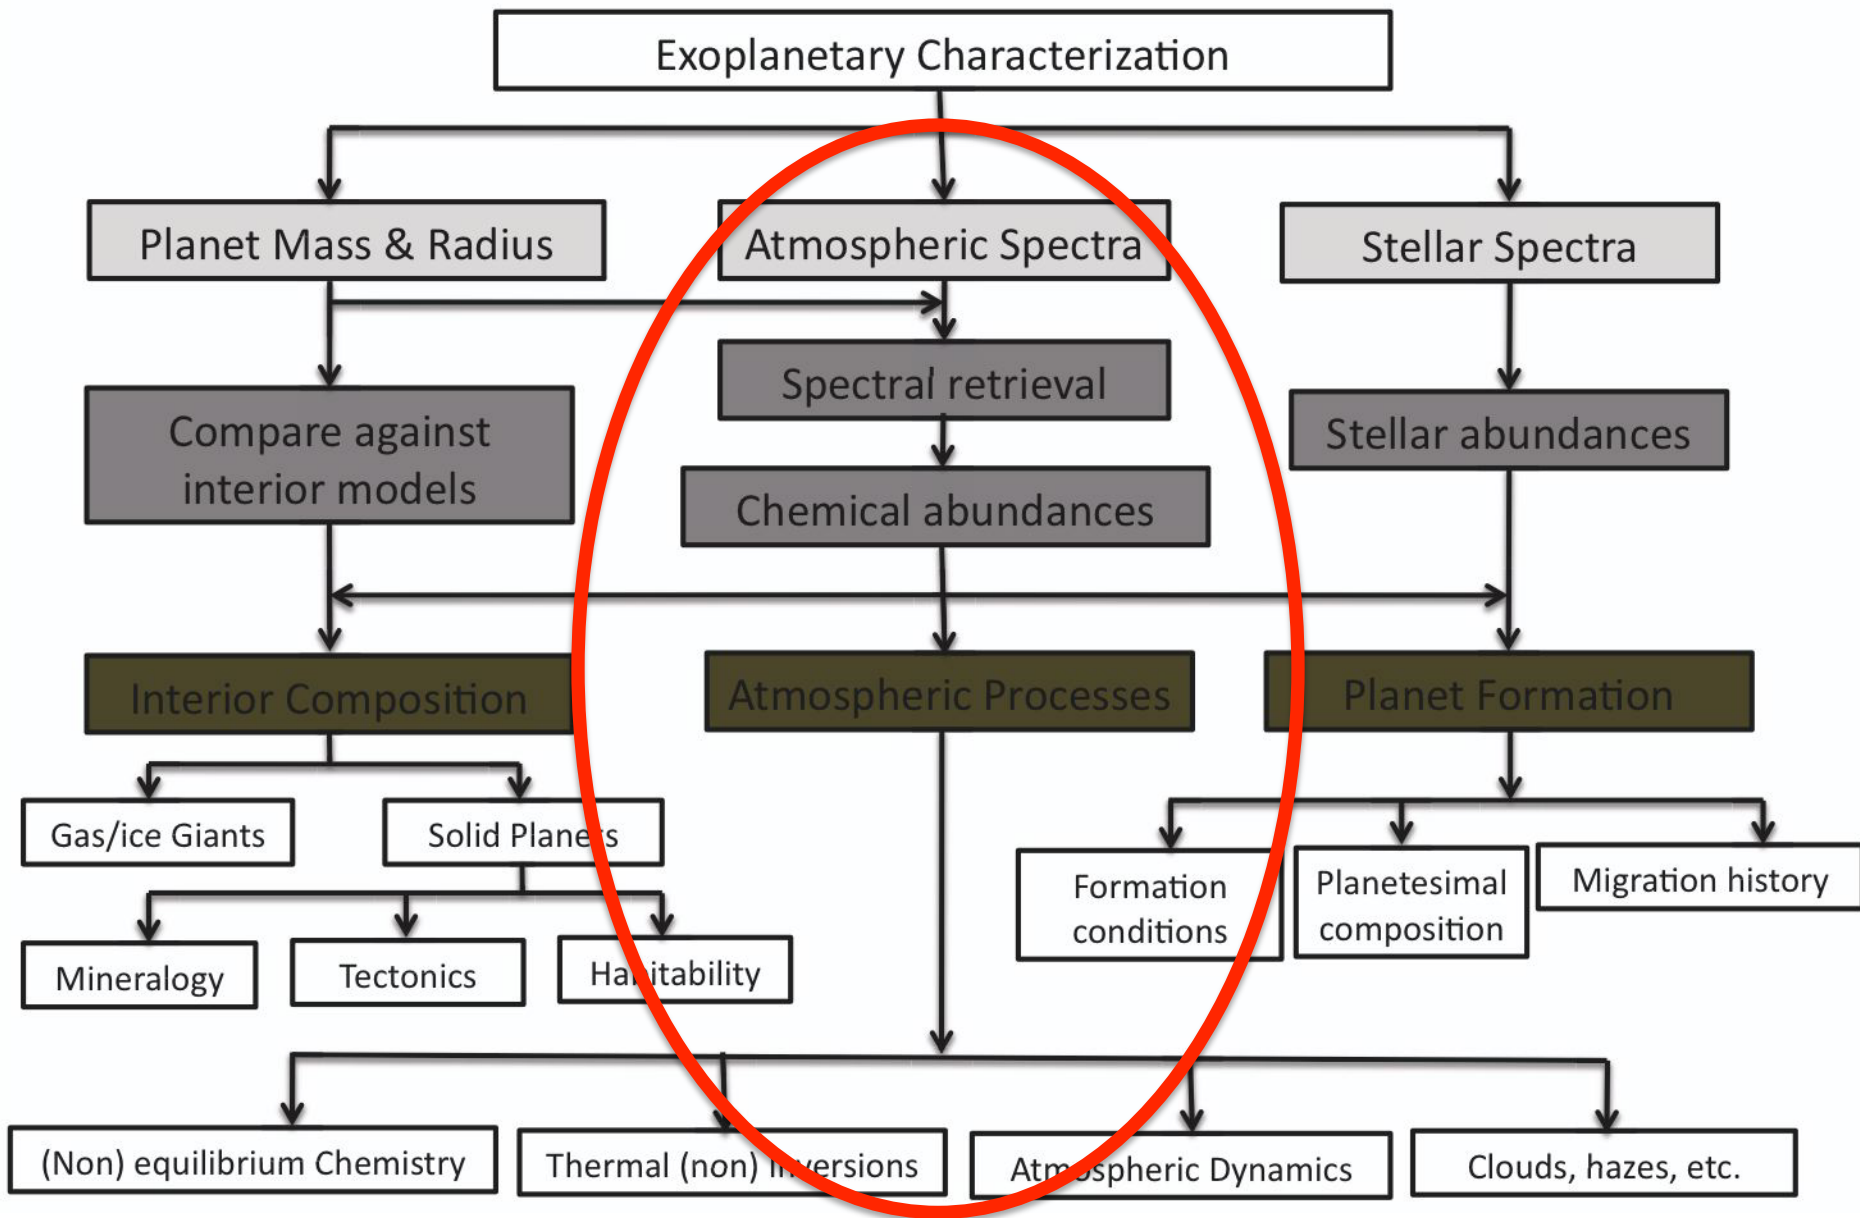 Exoplanetary Characterization
Planet Mass & Radius
Atmospheric Spectra
Stellar Spectra
Spectral retrieval
Compare against
interior models
Stellar abundances
Chemical abundances
Interior Composition
Atmospheric Processes
Planet Formation
Gas/ice Giants
Solid Planets
Formation
conditions
Planetesimal
composition
Migration history
Mineralogy
Tectonics
Habitability
(Non) equilibrium Chemistry
Thermal (non) Inversions
Atmospheric Dynamics
Clouds, hazes, etc.